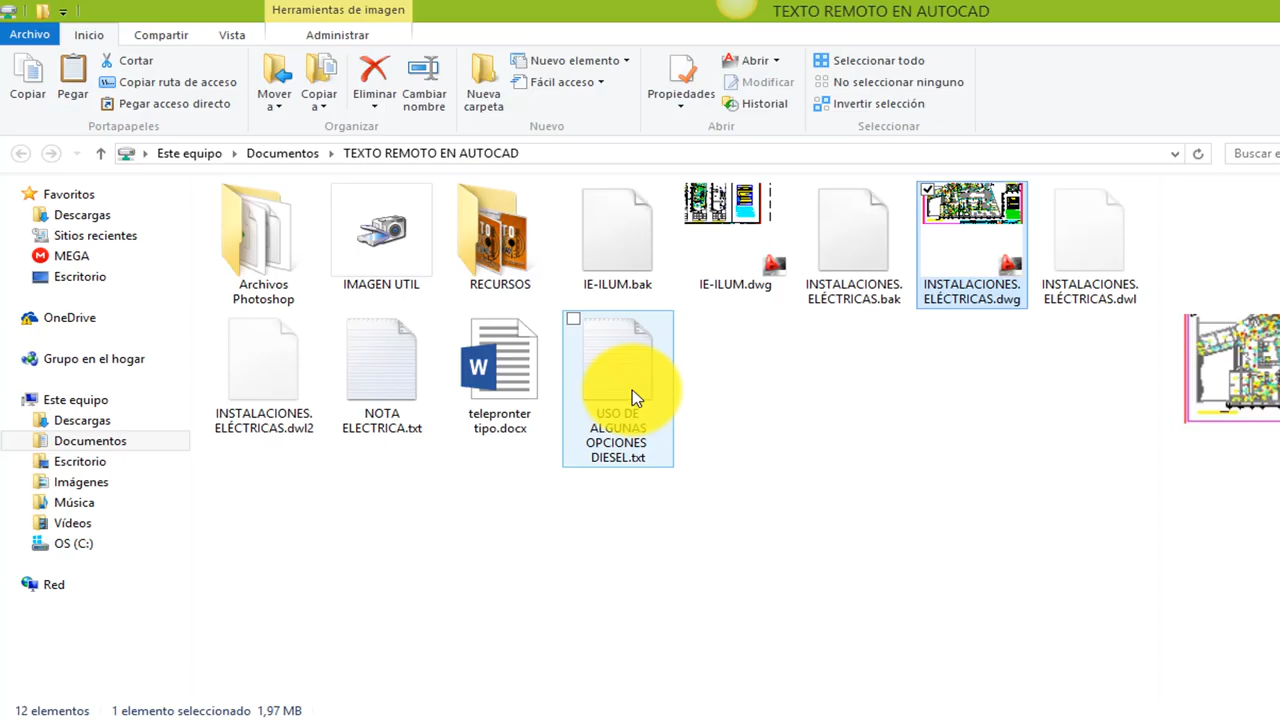 Herramientas de imagen
TEXTO REMOTO EN AUTOCAD
Archivo
Inicio
Compartir
Vista
Administrar
Copiar
Pegar
Cortar
Copiar ruta de acceso
Pegar acceso directo
Portapapeles
Mover a
Copiar a
Eliminar
Cambiar nombre
Organizar
Nueva carpeta
Nuevo elemento
Fácil acceso
Nuevo
Propiedades
Abrir
Modificar
Historial
Abrir
Seleccionar todo
No seleccionar ninguno
Invertir selección
Seleccionar
Este equipo
Documentos
TEXTO REMOTO EN AUTOCAD
Buscar e
Favoritos
Descargas
Sitios recientes
MEGA
Escritorio
OneDrive
Grupo en el hogar
Este equipo
Descargas
Documentos
Escritorio
Imágenes
Música
Vídeos
OS (C:)
Red
Archivos
Photoshop
IMAGEN UTIL
RECURSOS
IE-ILUM.bak
IE-ILUM.dwg
INSTALACIONES.
ELÉCTRICAS.bak
INSTALACIONES.
ELÉCTRICAS.dwg
INSTALACIONES.
ELÉCTRICAS.dwl
INSTALACIONES.
ELÉCTRICAS.dwl2
NOTA
ELECTRICA.txt
telepronter
tipo.docx
USO DE
ALGUNAS
OPCIONES
DIESEL.txt
12 elementos
1 elemento seleccionado 1,97 MB